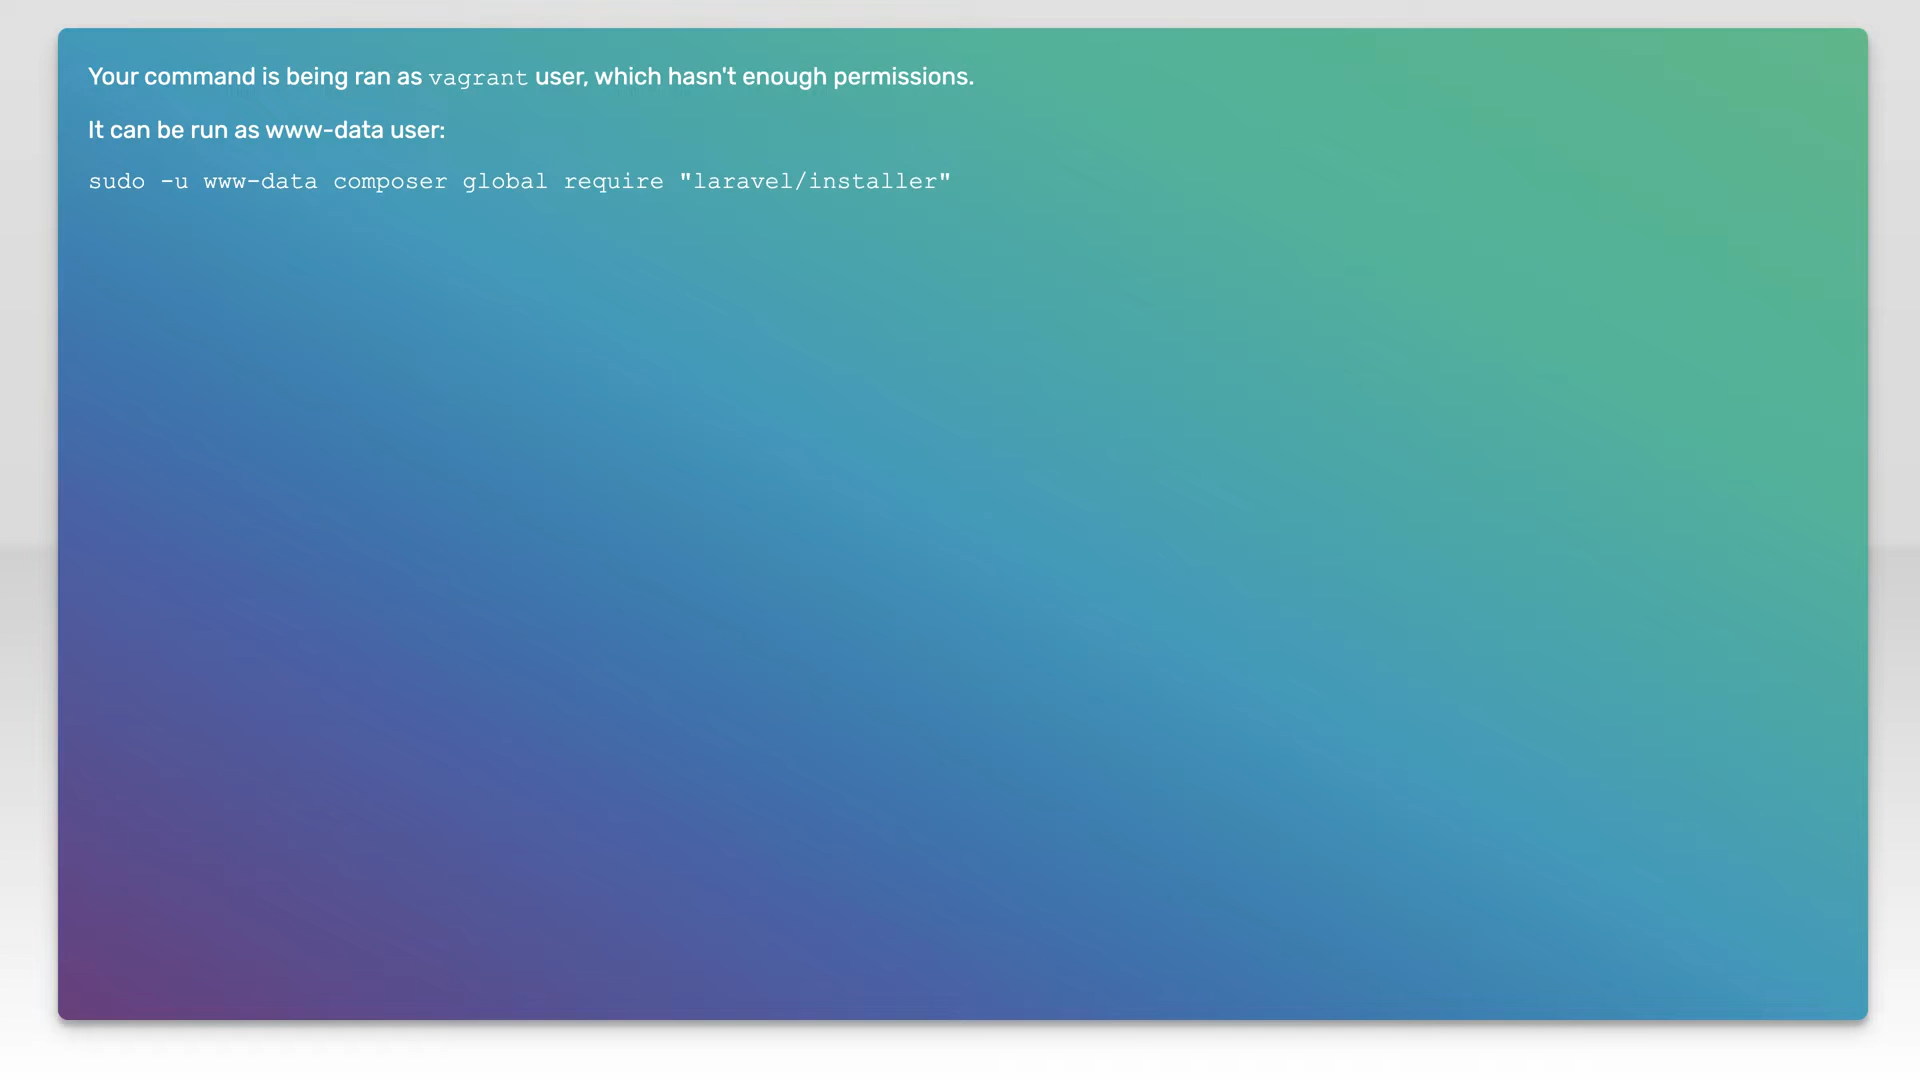 Your command is being ran as vagrant user, which hasn't enough permissions.
It can be run as www-data user:
sudo -u www-data composer global require "laravel/installer"